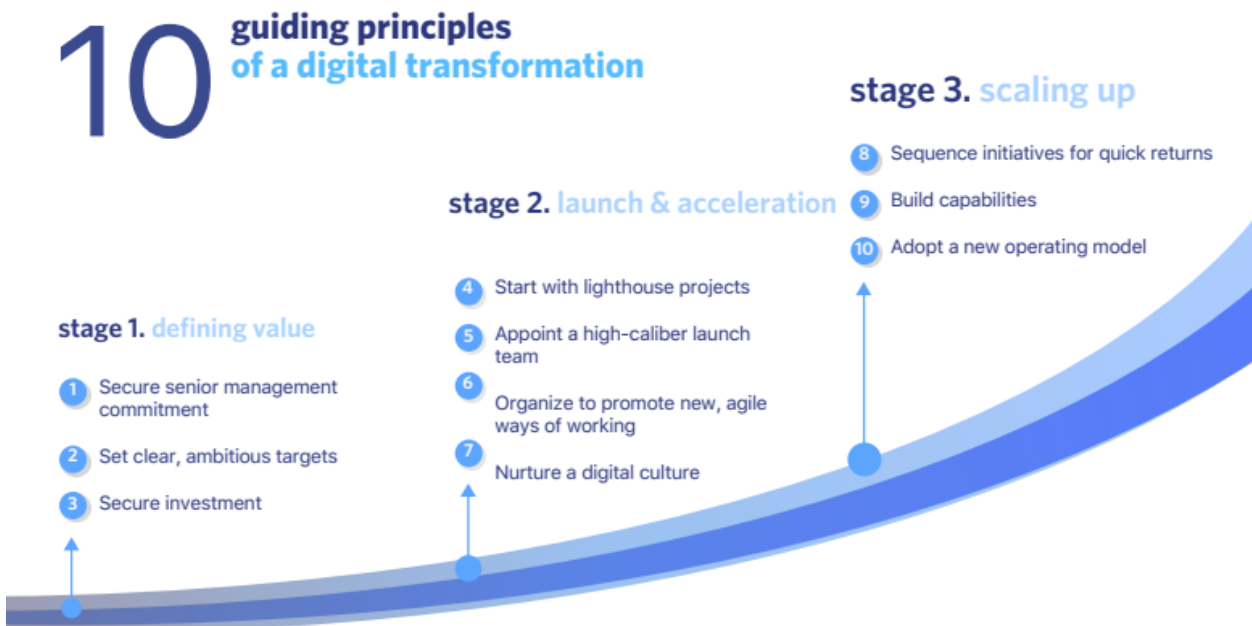 10
guiding principles
of a digital transformation
stage 1. defining value
1 Secure senior management
commitment
2 Set clear, ambitious targets
3 Secure investment
stage 2. launch & acceleration
4 Start with lighthouse projects
5 Appoint a high-caliber launch
team
6 Organize to promote new, agile
ways of working
7 Nurture a digital culture
stage 3. scaling up
8 Sequence initiatives for quick returns
9 Build capabilities
10 Adopt a new operating model